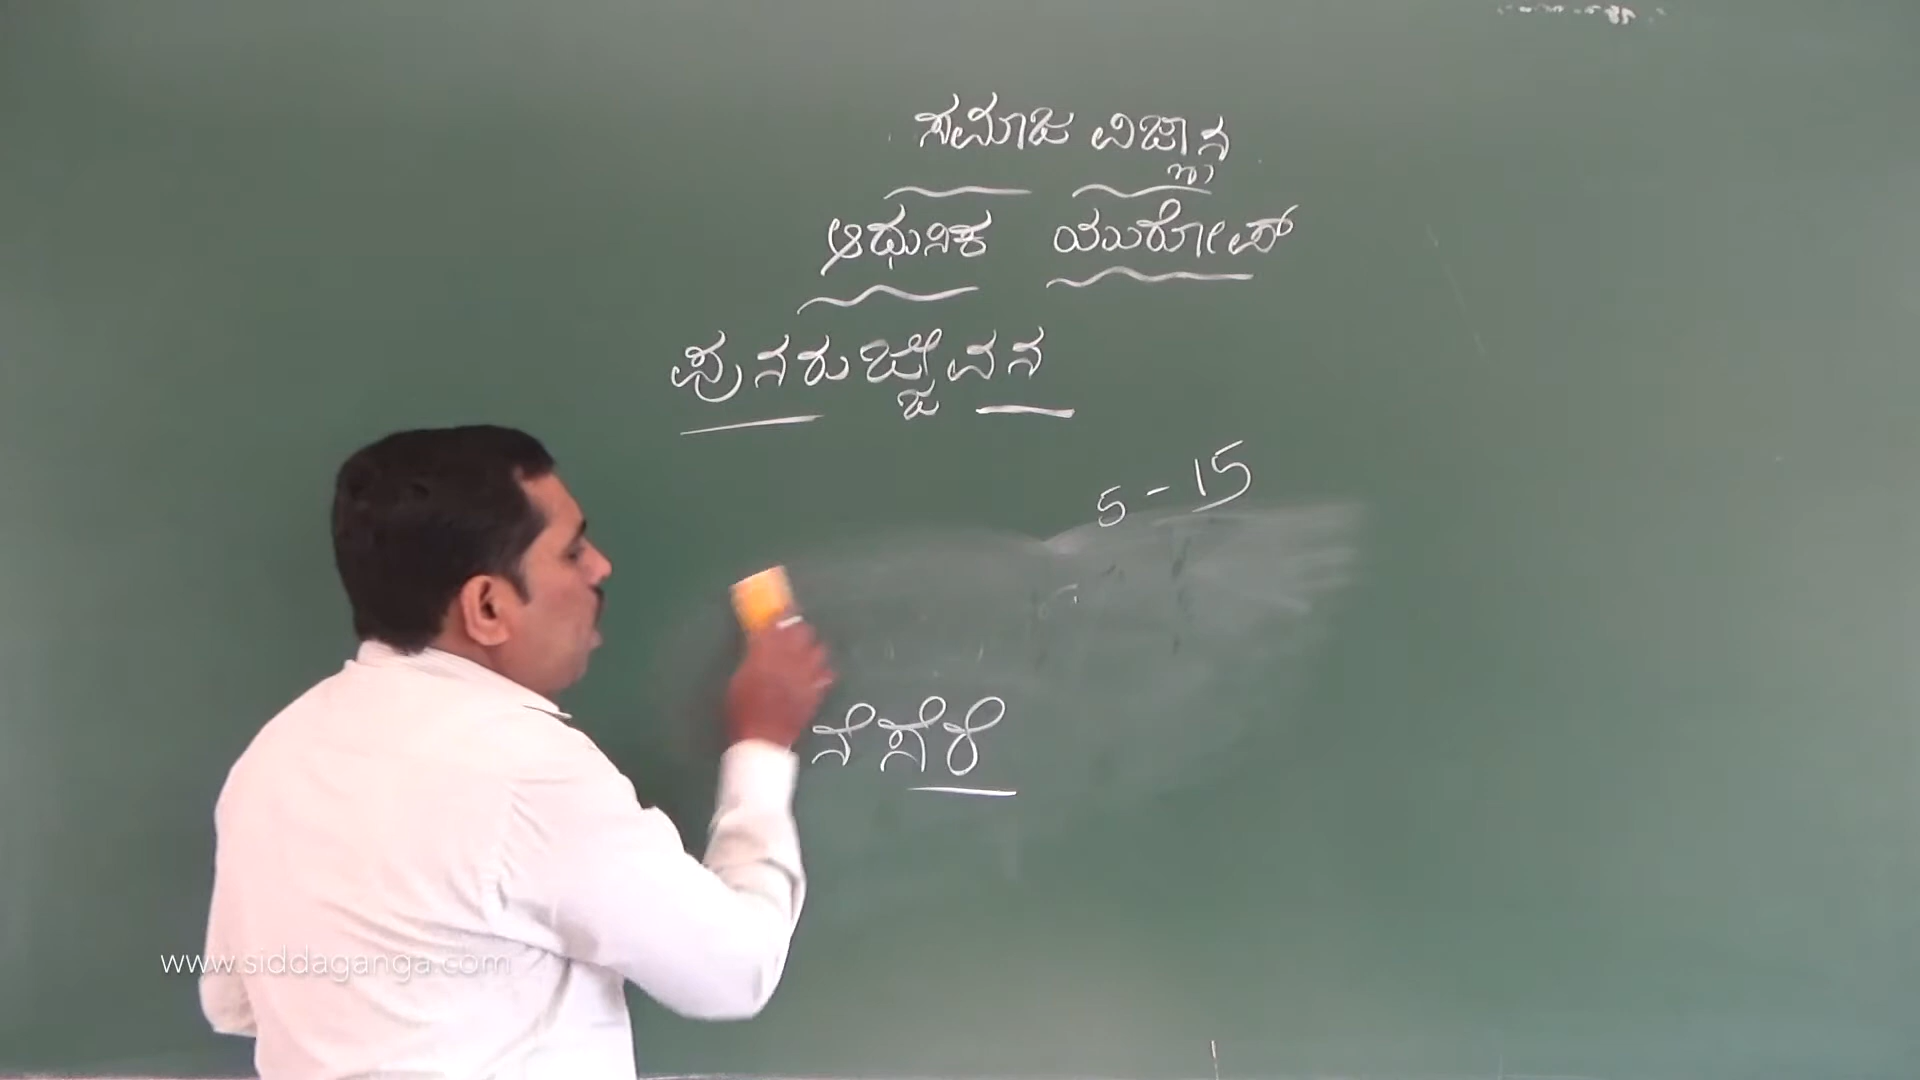 ಸಮಾಜ ವಿಜ್ಞಾನ
ಆಧುನಿಕ ಯುರೋಪ್
ಪುನರುಜ್ಜೀವನ
5 - 15
ನೆಸೆರೆ
www.siddaganga.com